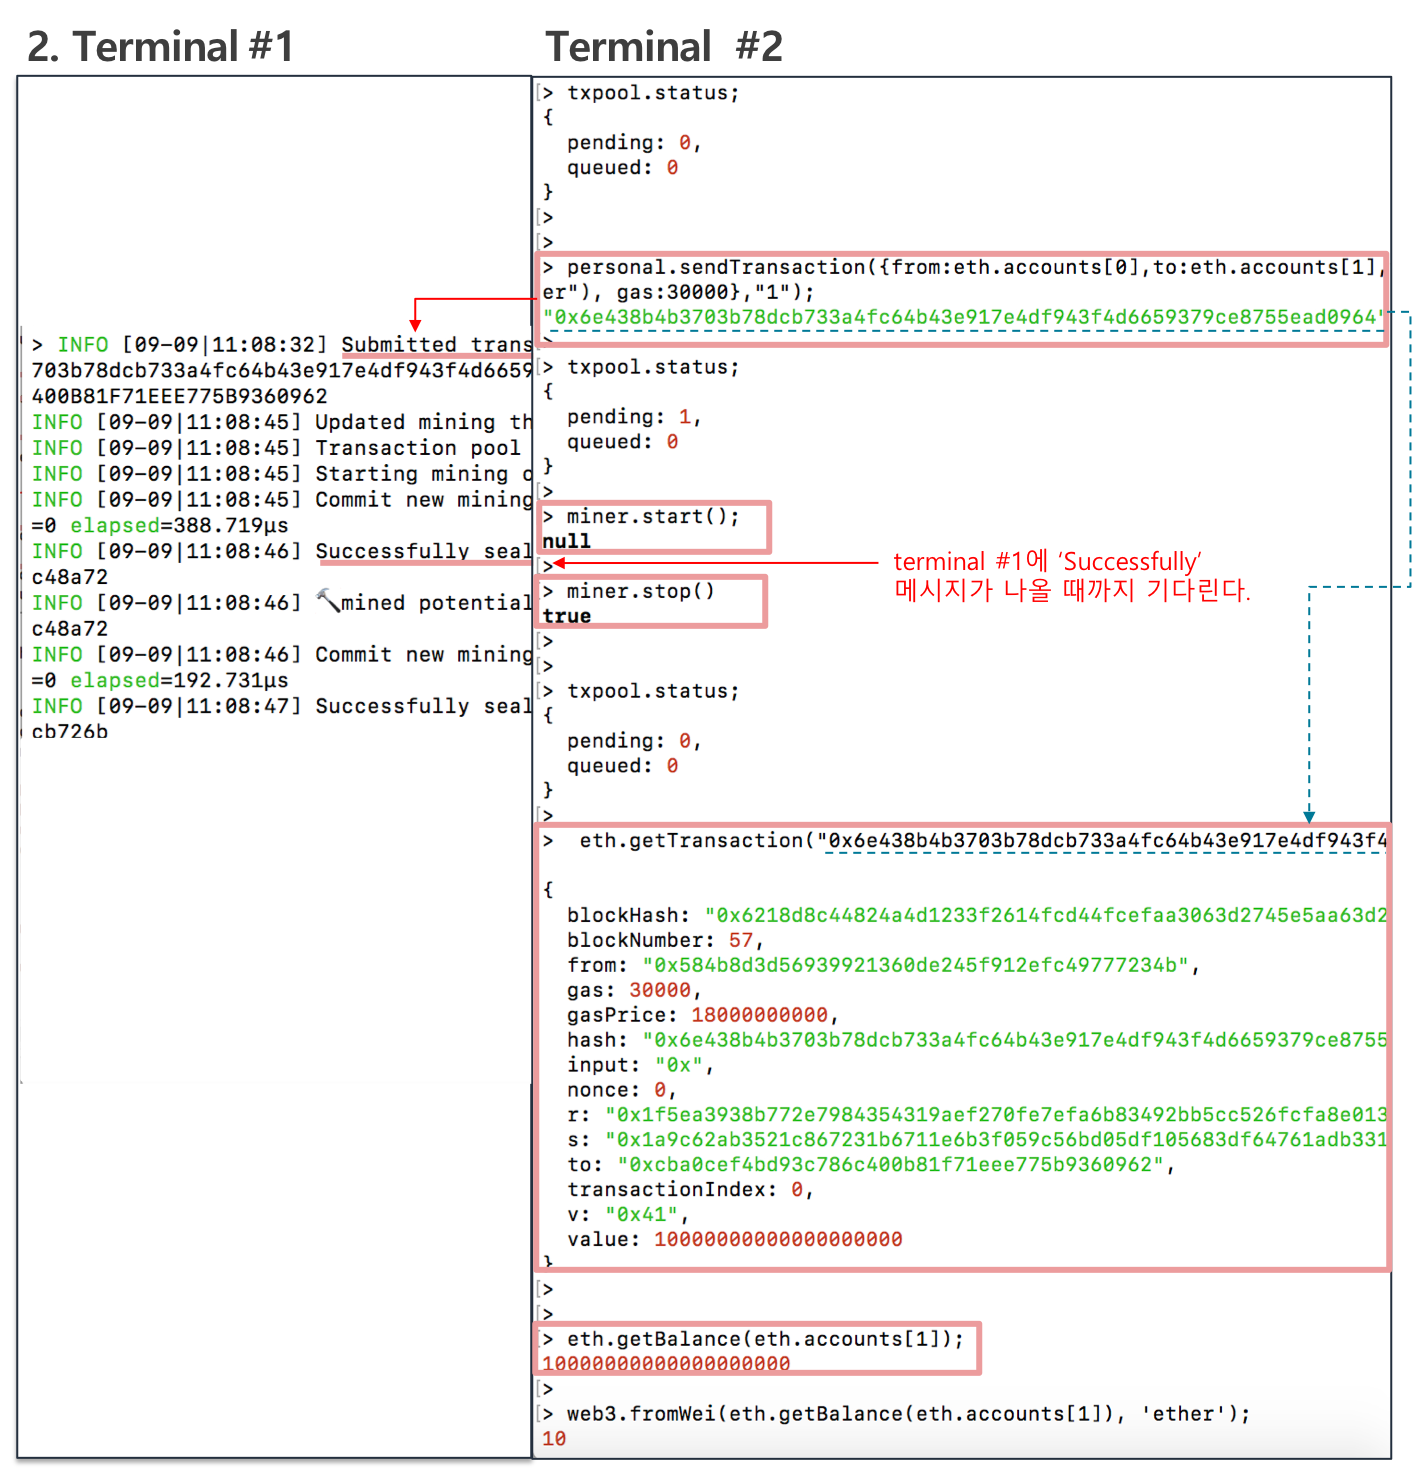 2. Terminal #1
> INFO [09-09|11:08:32] Submitted trans
703b78dcb733a4fc64b43e917e4df943f4d6659
400B81F71EEE775B9360962
INFO [09-09|11:08:45] Updated mining th
INFO [09-09|11:08:45] Transaction pool
INFO [09-09|11:08:45] Starting mining o
INFO [09-09|11:08:45] Commit new mining
=0 elapsed=388.719µs
INFO [09-09|11:08:46] Successfully seal
c48a72
INFO [09-09|11:08:46] 🔨mined potential
c48a72
INFO [09-09|11:08:46] Commit new mining
=0 elapsed=192.731µs
INFO [09-09|11:08:47] Successfully seal
cb726b
Terminal #2
> txpool.status;
{
pending: 0,
queued: 0
}
>
>
> personal.sendTransaction({from:eth.accounts[0],to:eth.accounts[1],
er"), gas:30000},"1");
"0x6e438b4b3703b78dcb733a4fc64b43e917e4df943f4d6659379ce8755ead0964"
>
> txpool.status;
{
pending: 1,
queued: 0
}
>
> miner.start();
null
>
terminal #1에 ‘Successfully’
메시지가 나올 때까지 기다린다.
> miner.stop()
true
>
>
> txpool.status;
{
pending: 0,
queued: 0
}
>
> eth.getTransaction("0x6e438b4b3703b78dcb733a4fc64b43e917e4df943f4
{
blockHash: "0x6218d8c44824a4d1233f2614fcd44fcefaa3063d2745e5aa63d2
blockNumber: 57,
from: "0x584b8d3d56939921360de245f912efc49777234b",
gas: 30000,
gasPrice: 18000000000,
hash: "0x6e438b4b3703b78dcb733a4fc64b43e917e4df943f4d6659379ce8755
input: "0x",
nonce: 0,
r: "0x1f5ea3938b772e7984354319aef270fe7efa6b83492bb5cc526fcfa8e013
s: "0x1a9c62ab3521c867231b6711e6b3f059c56bd05df105683df64761adb331
to: "0xcba0cef4bd93c786c400b81f71eee775b9360962",
transactionIndex: 0,
v: "0x41",
value: 10000000000000000000
}
>
>
> eth.getBalance(eth.accounts[1]);
10000000000000000000
>
> web3.fromWei(eth.getBalance(eth.accounts[1]), 'ether');
10